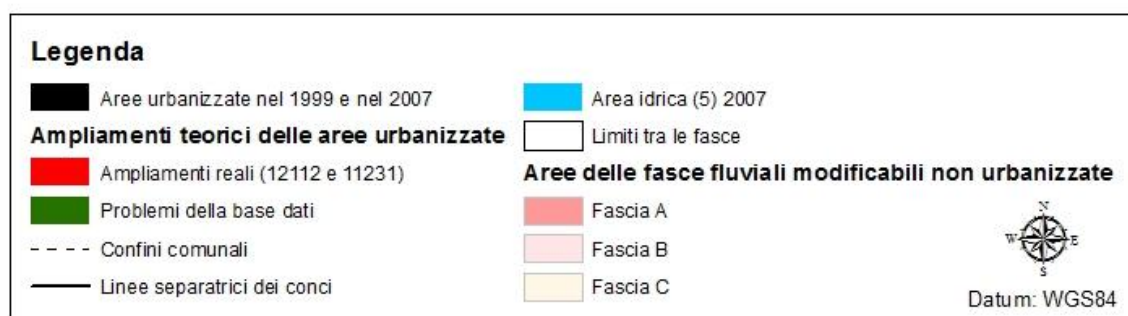 Legenda
Aree urbanizzate nel 1999 e nel 2007
Ampliamenti teorici delle aree urbanizzate
Ampliamenti reali (12112 e 11231)
Problemi della base dati
Confini comunali
Linee separatrici dei conci
Area idrica (5) 2007
Limiti tra le fasce
Aree delle fasce fluviali modificabili non urbanizzate
Fascia A
Fascia B
Fascia C
N
W E
S
Datum: WGS84